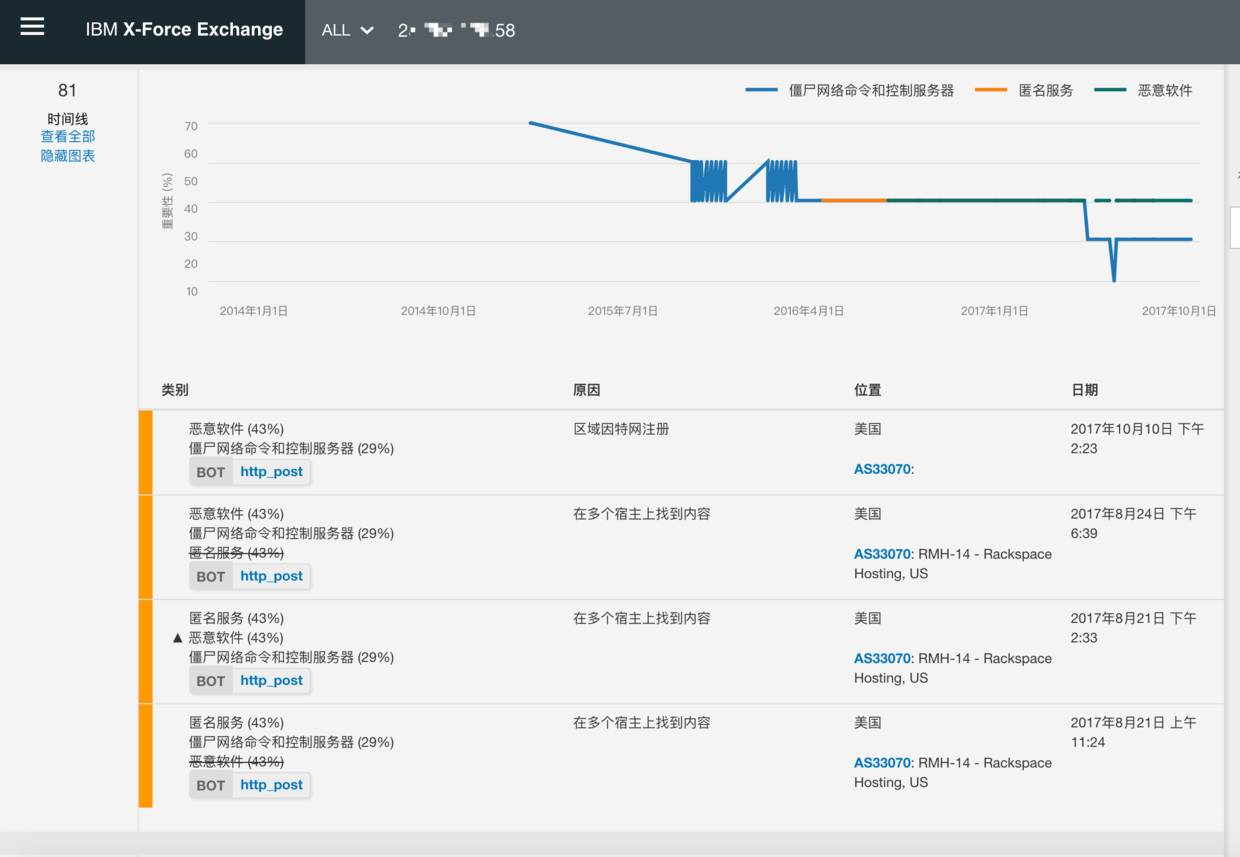 IBM X-Force Exchange
ALL
58
81
时间线
查看全部
隐藏图表
僵尸网络命令和控制服务器
匿名服务
恶意软件
重要性 (%)
70
60
50
40
30
20
10
2014年1月1日 2014年10月1日 2015年7月1日 2016年4月1日 2017年1月1日 2017年10月1日
类别 原因 位置 日期
恶意软件 (43%)
僵尸网络命令和控制服务器 (29%)
BOT http_post
区域因特网注册
美国
AS33070:
2017年10月10日 下午
2:23
恶意软件 (43%)
僵尸网络命令和控制服务器 (29%)
匿名服务 (43%)
BOT http_post
在多个宿主上找到内容
美国
AS33070: RMH-14 - Rackspace
Hosting, US
2017年8月24日 下午
6:39
匿名服务 (43%)
▲ 恶意软件 (43%)
僵尸网络命令和控制服务器 (29%)
BOT http_post
在多个宿主上找到内容
美国
AS33070: RMH-14 - Rackspace
Hosting, US
2017年8月21日 下午
2:33
匿名服务 (43%)
僵尸网络命令和控制服务器 (29%)
恶意软件 (43%)
BOT http_post
在多个宿主上找到内容
美国
AS33070: RMH-14 - Rackspace
Hosting, US
2017年8月21日 上午
11:24